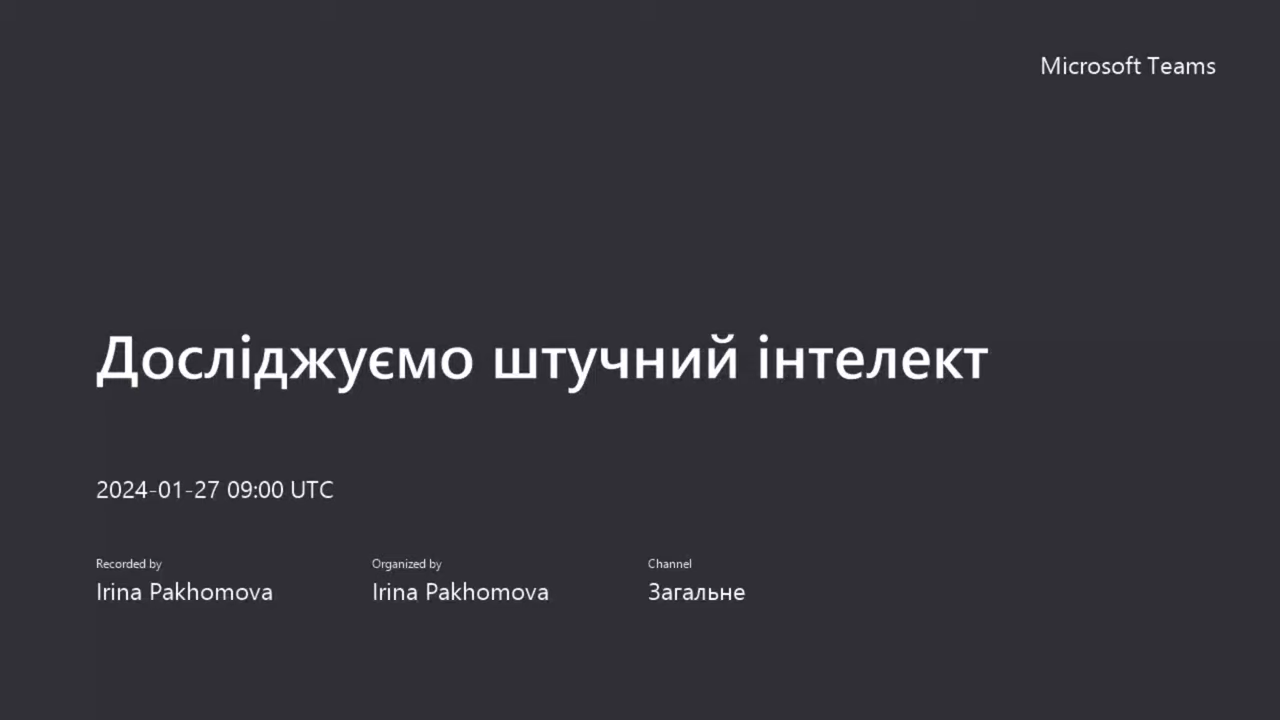 Microsoft Teams
Досліджуємо штучний інтелект
2024-01-27 09:00 UTC
Recorded by
Irina Pakhomova
Organized by
Irina Pakhomova
Channel
Загальне